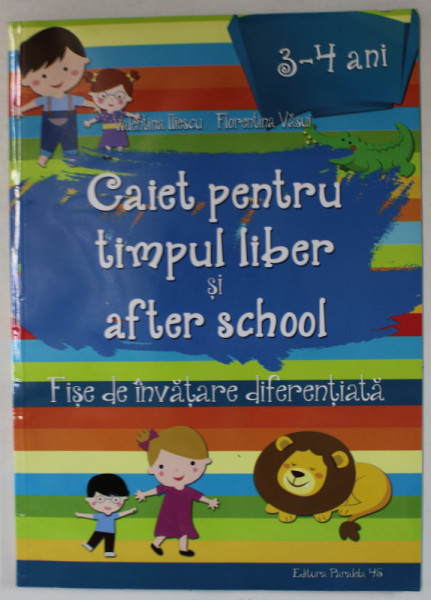 3-4 ani
Valentina Iliescu Florentina Văsui
Caiet pentru
timpul liber
și
after school
Fișe de învățare diferențiată
Editura Paralela 45